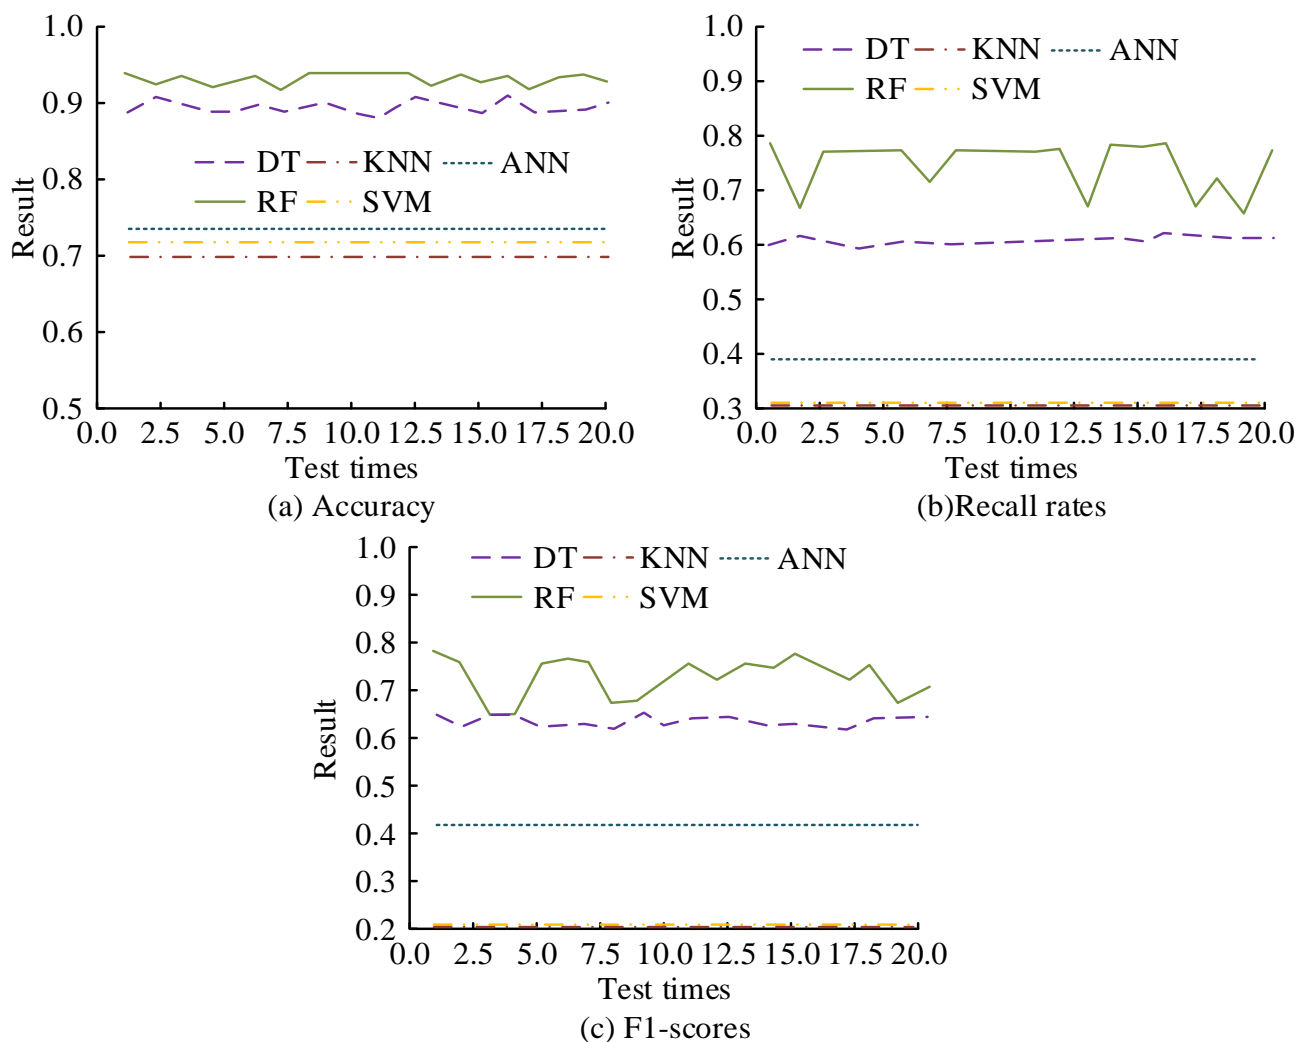 1.0
0.9
0.8
0.7
0.6
0.5
Result
DT KNN ANN
RF SVM
0.0 2.5 5.0 7.5 10.0 12.5 15.0 17.5 20.0
Test times
(a) Accuracy
1.0
0.9
0.8
0.7
0.6
0.5
0.4
0.3
Result
DT KNN ANN
RF SVM
0.0 2.5 5.0 7.5 10.0 12.5 15.0 17.5 20.0
Test times
(b)Recall rates
1.0
0.9
0.8
0.7
0.6
0.5
0.4
0.3
0.2
Result
DT KNN ANN
RF SVM
0.0 2.5 5.0 7.5 10.0 12.5 15.0 17.5 20.0
Test times
(c) F1-scores